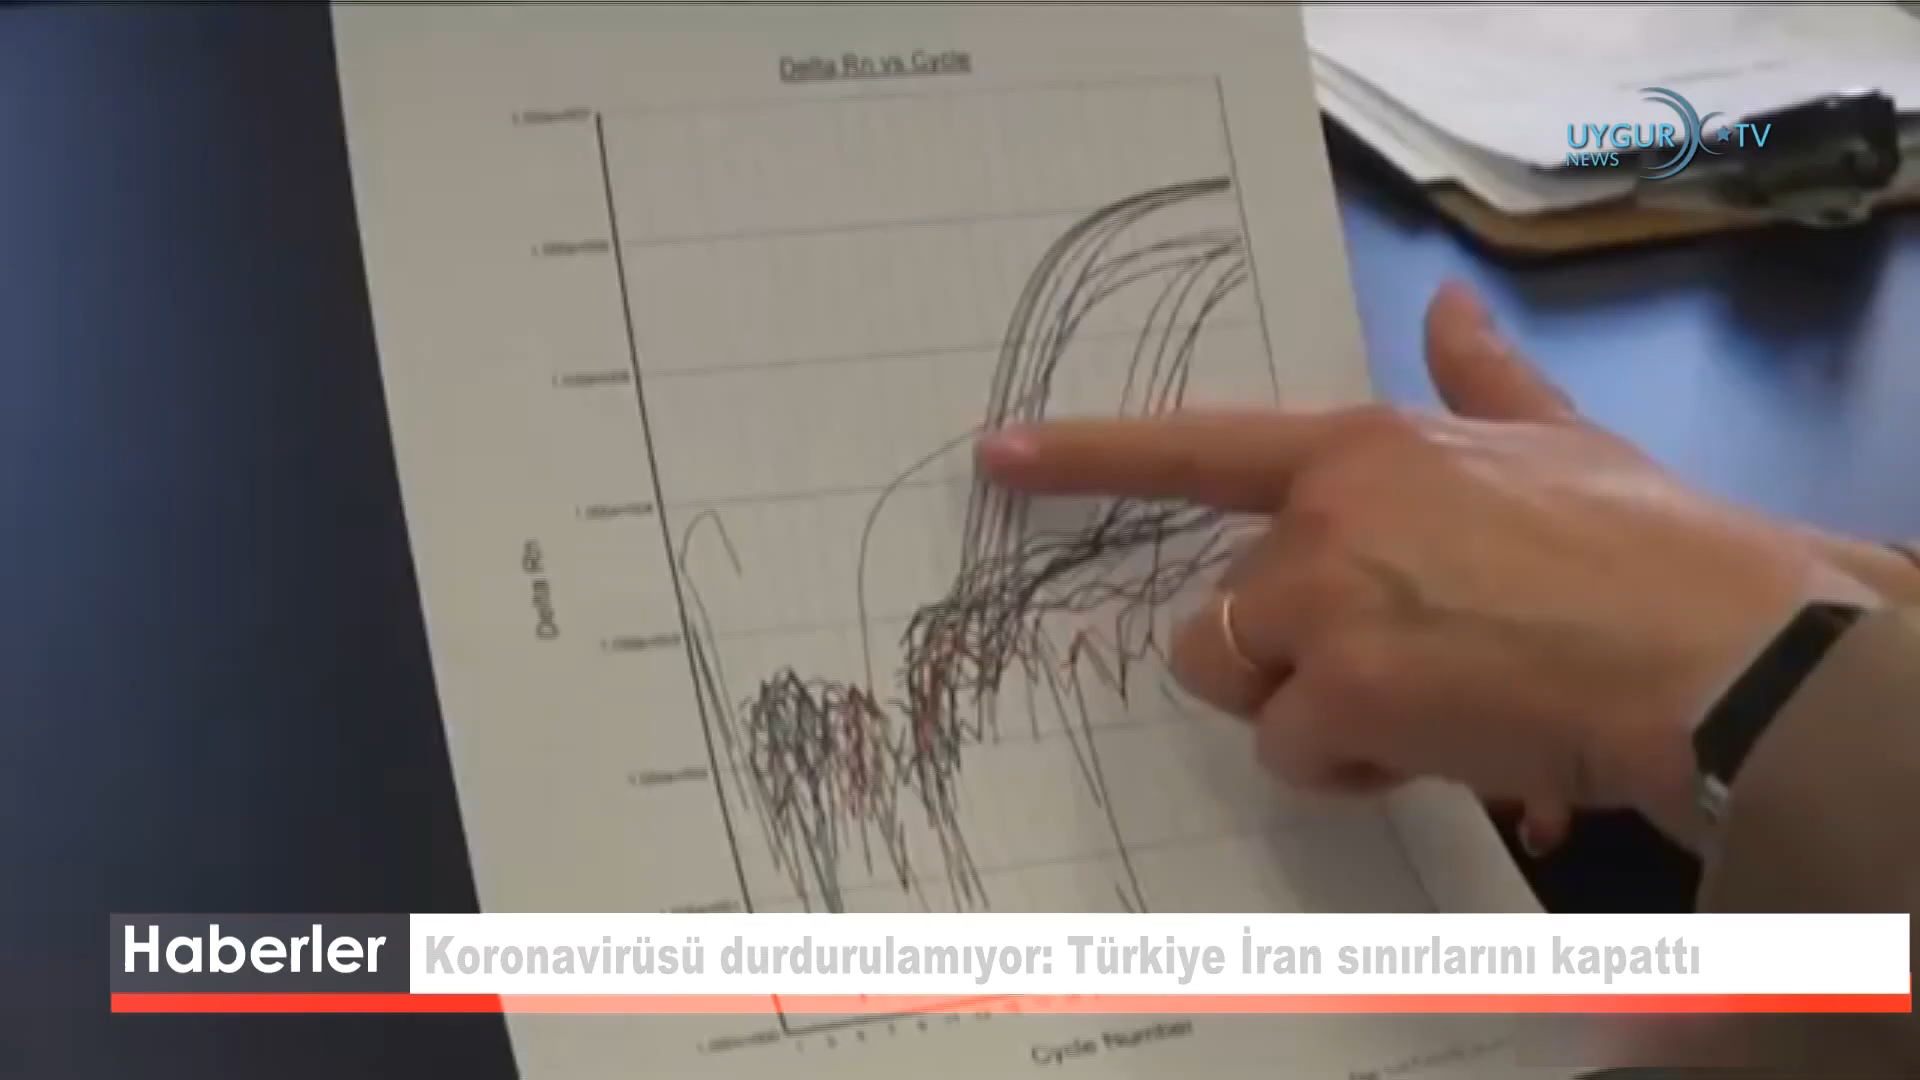 Delta Rn vs Cycle
UYGUR TV
NEWS
Delta Rn
Haberler
Koronavirüsü durdurulamıyor: Türkiye İran sınırlarını kapattı
Cycle Number